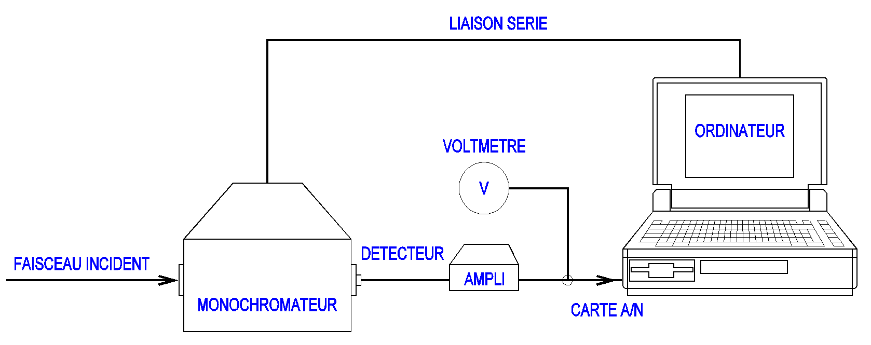 LIAISON SERIE
ORDINATEUR
VOLTMETRE
V
FAISCEAU INCIDENT
MONOCHROMATEUR
DETECTEUR
AMPLI
CARTE A/N